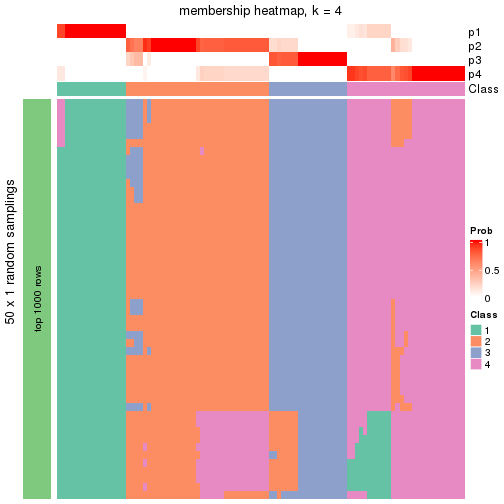 membership heatmap, k = 4
p1
p2
p3
p4
Class
50 x 1 random samplings
top 1000 rows
Prob
1
0.5
0
Class
1
2
3
4